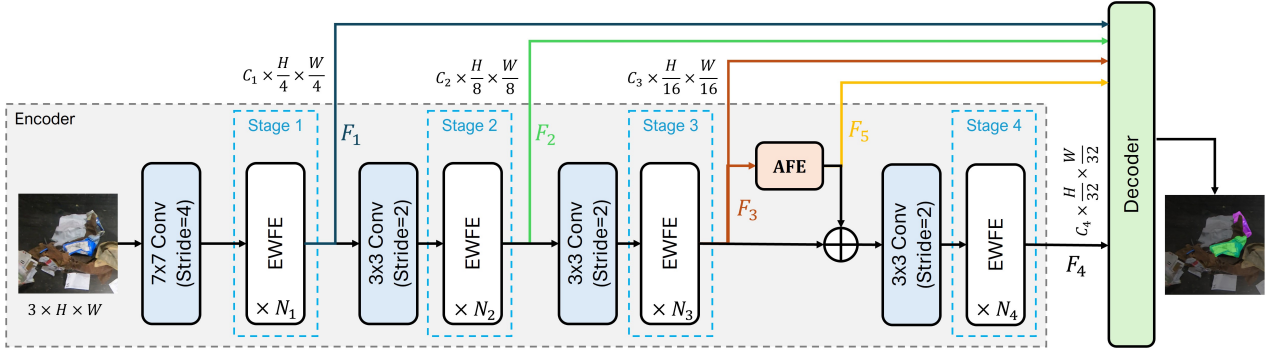 C₁ × H/4 × W/4
C₂ × H/8 × W/8
C₃ × H/16 × W/16
Encoder
Stage 1
F₁
Stage 2
F₂
Stage 3
F₅
Stage 4
AFE
F₃
7x7 Conv
(Stride=4)
EWFE
× N₁
3x3 Conv
(Stride=2)
EWFE
× N₂
3x3 Conv
(Stride=2)
EWFE
× N₃
3x3 Conv
(Stride=2)
EWFE
× N₄
C₄ × H/32 × W/32
F₄
Decoder
3 × H × W